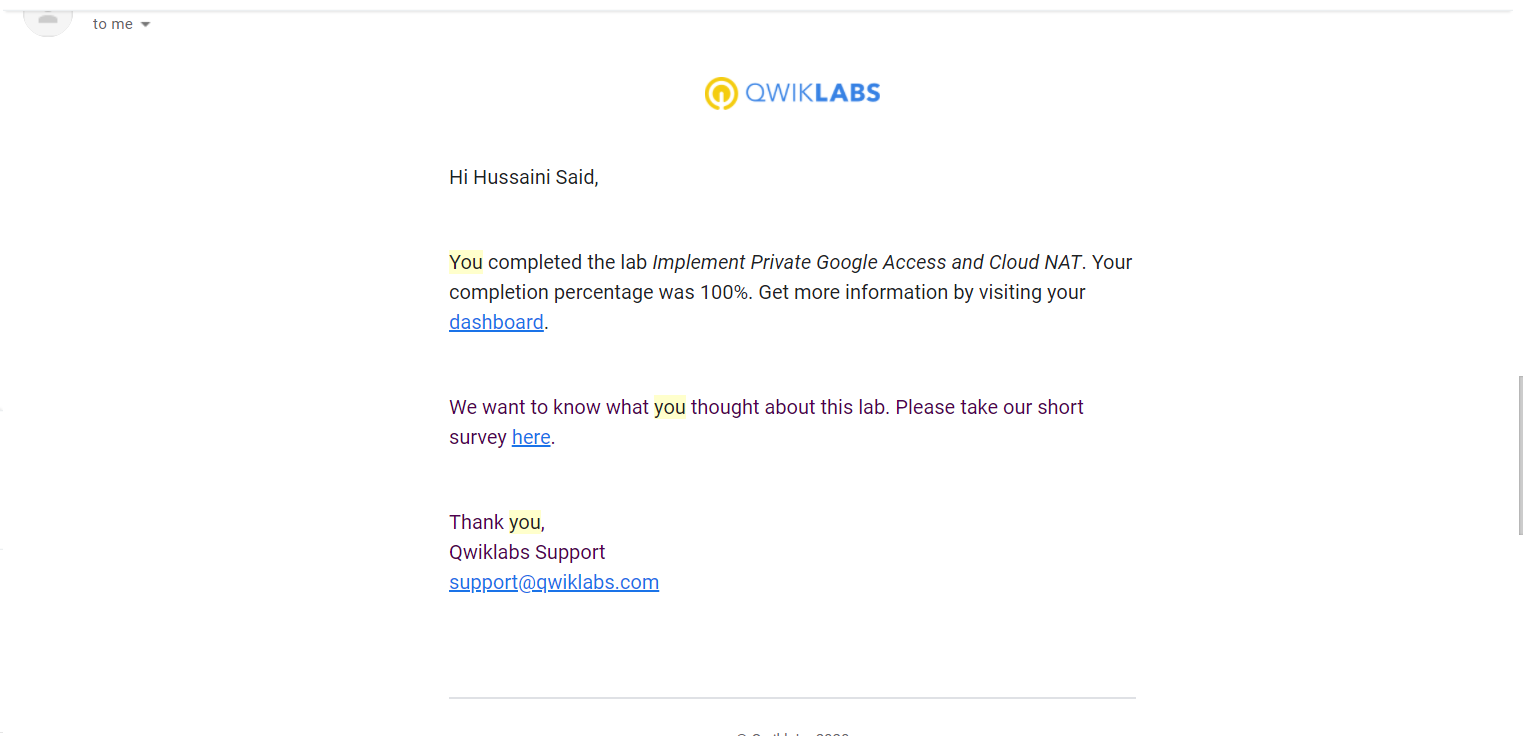 to me
QWIKLABS
Hi Hussaini Said,
You completed the lab Implement Private Google Access and Cloud NAT. Your
completion percentage was 100%. Get more information by visiting your
dashboard.
We want to know what you thought about this lab. Please take our short
survey here.
Thank you,
Qwiklabs Support
support@qwiklabs.com